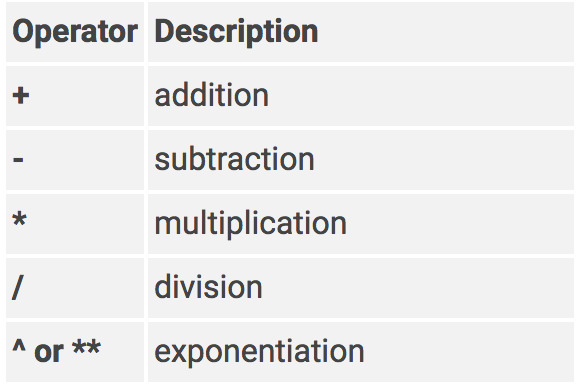 Operator Description
+ addition
- subtraction
* multiplication
/ division
^ or ** exponentiation